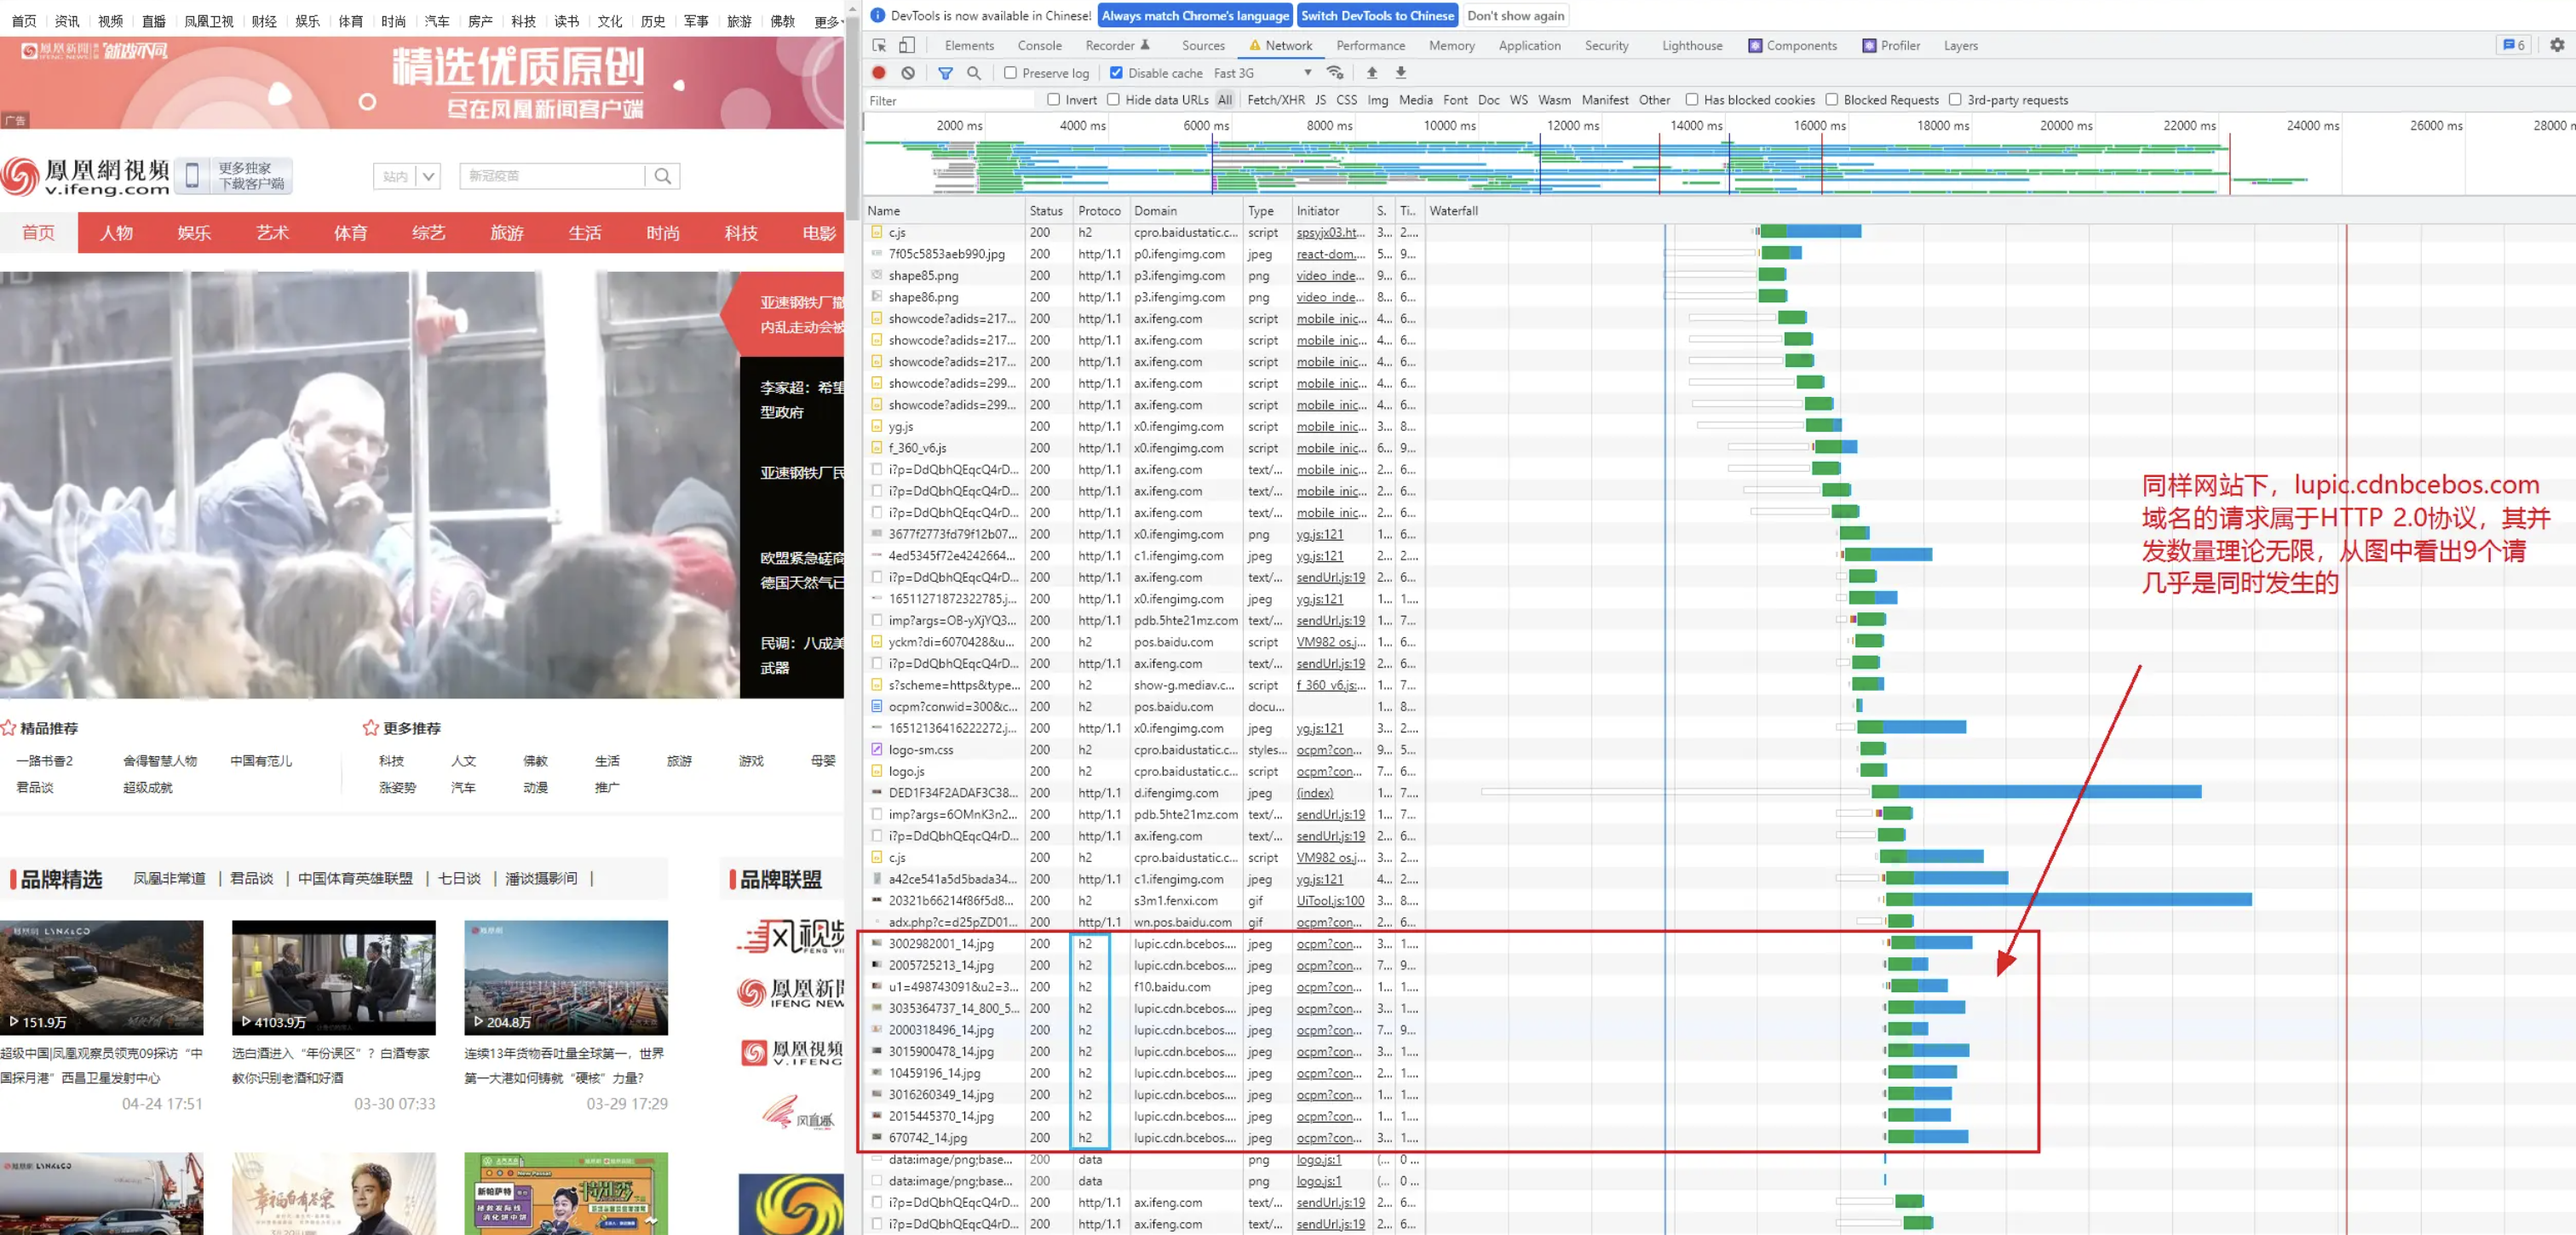 首页 资讯 视频 直播 凤凰卫视 财经 娱乐 体育 时尚 汽车 房产 科技 读书 文化 历史 军事 旅游 佛教 更多
鳳凰新闻 就做不同
精选优质原创
尽在凤凰新闻客户端
广告
鳳凰網視頻
v.ifeng.com
更多独家
下载客户端
站内
新冠疫苗
首页 人物 娱乐 艺术 体育 综艺 旅游 生活 时尚 科技 电影
亚速钢铁厂撤
内乱走动会被
李家超：希望
型政府
亚速钢铁厂民
欧盟紧急磋商
德国天然气已
民调：八成美
武器
精品推荐
更多推荐
一路书香2 舍得智慧人物 中国有范儿
君品谈 超级成就
科技 人文 佛教 生活 旅游 游戏 母婴
涨姿势 汽车 动漫 推广
品牌精选 凤凰非常道 | 君品谈 | 中国体育英雄联盟 | 七日谈 | 潘谈摄影间 |
品牌联盟
151.9万
4103.9万
204.8万
超级中国|凤凰观察员领克09探访“中
国探月港”西昌卫星发射中心
04-24 17:51
选白酒进入“年份误区”？白酒专家
教你识别老酒和好酒
03-30 07:33
连续13年货物吞吐量全球第一，世界
第一大港如何铸就“硬核”力量？
03-29 17:29
风视频
鳳凰新聞
IFENG NEW
鳳凰視頻
V.IFENG
风直播
DevTools is now available in Chinese! Always match Chrome's language Switch DevTools to Chinese Don't show again
Elements Console Recorder Sources Network Performance Memory Application Security Lighthouse Components Profiler Layers 6
Preserve log Disable cache Fast 3G
Filter Invert Hide data URLs All Fetch/XHR JS CSS Img Media Font Doc WS Wasm Manifest Other Has blocked cookies Blocked Requests 3rd-party requests
2000 ms 4000 ms 6000 ms 8000 ms 10000 ms 12000 ms 14000 ms 16000 ms 18000 ms 20000 ms 22000 ms 24000 ms 26000 ms 28000 m
Name Status Protoco Domain Type Initiator S. Ti... Waterfall
c.js 200 h2 cpro.baidustatic.c... script spsyjx03.ht... 3... 2....
7f05c5853aeb990.jpg 200 http/1.1 p0.ifengimg.com jpeg react-dom.... 5... 9...
shape85.png 200 http/1.1 p3.ifengimg.com png video_inde... 9... 6...
shape86.png 200 http/1.1 p3.ifengimg.com png video_inde... 8... 6...
showcode?adids=217... 200 http/1.1 ax.ifeng.com script mobile_inic... 4... 6...
showcode?adids=217... 200 http/1.1 ax.ifeng.com script mobile_inic... 4... 6...
showcode?adids=217... 200 http/1.1 ax.ifeng.com script mobile_inic... 4... 6...
showcode?adids=299... 200 http/1.1 ax.ifeng.com script mobile_inic... 4... 6...
showcode?adids=299... 200 http/1.1 ax.ifeng.com script mobile_inic... 4... 6...
yg.js 200 http/1.1 x0.ifengimg.com script mobile_inic... 3... 8...
f_360_v6.js 200 http/1.1 x0.ifengimg.com script mobile_inic... 6... 9...
i?p=DdQbhQEqcQ4rD... 200 http/1.1 ax.ifeng.com text/... mobile_inic... 2... 6...
i?p=DdQbhQEqcQ4rD... 200 http/1.1 ax.ifeng.com text/... mobile_inic... 2... 6...
i?p=DdQbhQEqcQ4rD... 200 http/1.1 ax.ifeng.com text/... mobile_inic... 2... 6...
3677f2773fd79f12b07... 200 http/1.1 x0.ifengimg.com png yg.js:121 1... 6...
4ed5345f72e4242664... 200 http/1.1 c1.ifengimg.com jpeg yg.js:121 2... 2....
i?p=DdQbhQEqcQ4rD... 200 http/1.1 ax.ifeng.com text/... sendUrl.js:19 2... 6...
16511271872322785.j... 200 http/1.1 x0.ifengimg.com jpeg yg.js:121 1... 1....
imp?args=OB-yXjYQ3... 200 http/1.1 pdb.5hte21mz.com text/... sendUrl.js:19 1... 7...
yckm?di=6070428&u... 200 h2 pos.baidu.com script VM982 os.j... 1... 6...
i?p=DdQbhQEqcQ4rD... 200 http/1.1 ax.ifeng.com text/... sendUrl.js:19 2... 6...
s?scheme=https&type... 200 h2 show-g.mediav.c... script f_360_v6.js:... 1... 7...
ocpm?conwid=300&c... 200 h2 pos.baidu.com docu... 1... 8...
16512136416222272.j... 200 http/1.1 x0.ifengimg.com jpeg yg.js:121 3... 2....
logo-sm.css 200 h2 cpro.baidustatic.c... styles... ocpm?con... 9... 5...
logo.js 200 h2 cpro.baidustatic.c... script ocpm?con... 7... 6...
DED1F34F2ADAF3C38... 200 http/1.1 d.ifengimg.com jpeg (index) 1... 7....
imp?args=6OMnK3n2... 200 http/1.1 pdb.5hte21mz.com text/... sendUrl.js:19 1... 7...
i?p=DdQbhQEqcQ4rD... 200 http/1.1 ax.ifeng.com text/... sendUrl.js:19 2... 6...
c.js 200 h2 cpro.baidustatic.c... script VM982 os.j... 3... 2....
a42ce541a5d5bada34... 200 http/1.1 c1.ifengimg.com jpeg yg.js:121 4... 2....
20321b66214f86f5d8... 200 h2 s3m1.fenxi.com gif UiTool.js:100 3... 8....
adx.php?c=d25pZD01... 200 http/1.1 wn.pos.baidu.com gif ocpm?con... 2... 6...
3002982001_14.jpg 200 h2 lupic.cdn.bcebos.... jpeg ocpm?con... 3... 1....
2005725213_14.jpg 200 h2 lupic.cdn.bcebos.... jpeg ocpm?con... 7... 9...
u1=498743091&u2=3... 200 h2 f10.baidu.com jpeg ocpm?con... 1... 1....
3035364737_14_800_5... 200 h2 lupic.cdn.bcebos.... jpeg ocpm?con... 3... 1....
2000318496_14.jpg 200 h2 lupic.cdn.bcebos.... jpeg ocpm?con... 7... 9...
3015900478_14.jpg 200 h2 lupic.cdn.bcebos.... jpeg ocpm?con... 3... 1....
10459196_14.jpg 200 h2 lupic.cdn.bcebos.... jpeg ocpm?con... 2... 1....
3016260349_14.jpg 200 h2 lupic.cdn.bcebos.... jpeg ocpm?con... 1... 1....
2015445370_14.jpg 200 h2 lupic.cdn.bcebos.... jpeg ocpm?con... 1... 1....
670742_14.jpg 200 h2 lupic.cdn.bcebos.... jpeg ocpm?con... 3... 1....
data:image/png;base... 200 data png logo.js:1 (... 0 ...
data:image/png;base... 200 data png logo.js:1 (... 0 ...
i?p=DdQbhQEqcQ4rD... 200 http/1.1 ax.ifeng.com text/... sendUrl.js:19 2... 6...
i?p=DdQbhQEqcQ4rD... 200 http/1.1 ax.ifeng.com text/... sendUrl.js:19 2... 6...
同样网站下，lupic.cdnbcebos.com
域名的请求属于HTTP 2.0协议，其并
发数量理论无限，从图中看出9个请
几乎是同时发生的